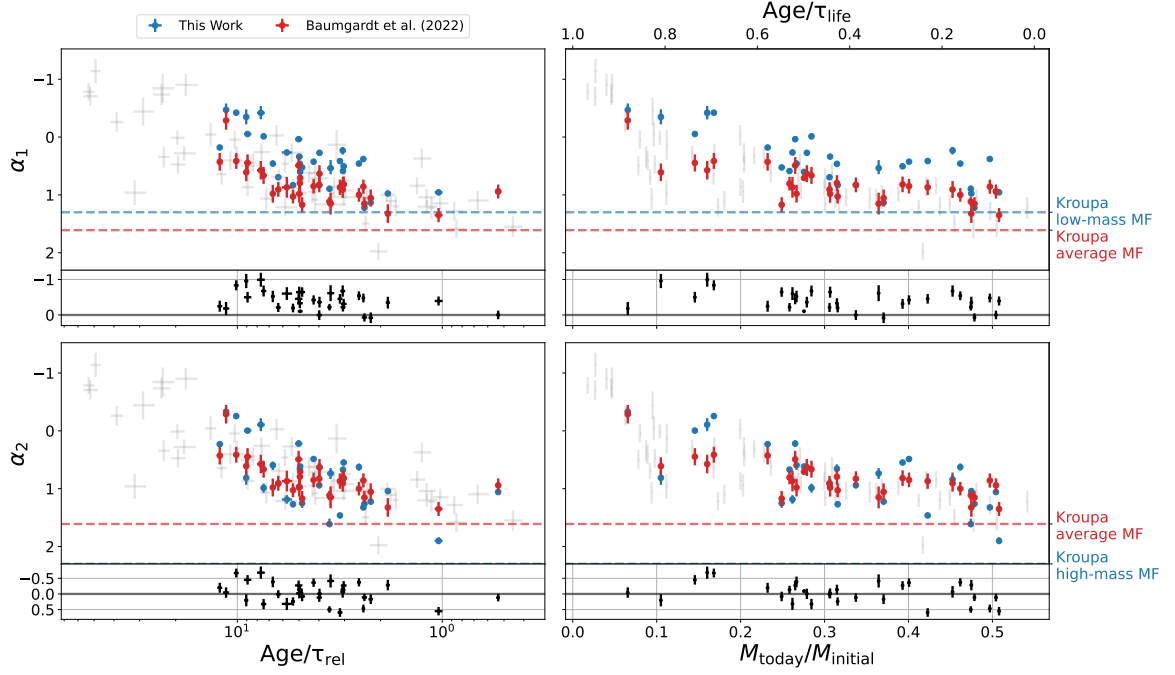 This Work
Baumgardt et al. (2022)
Age/τlife
1.0 0.8 0.6 0.4 0.2 0.0
−1
0
1
2
α1
Kroupa
low-mass MF
Kroupa
average MF
−1
0
−1
0
1
2
α2
Kroupa
average MF
Kroupa
high-mass MF
−0.5
0.0
0.5
10¹ 10⁰
Age/τrel
0.0 0.1 0.2 0.3 0.4 0.5
Mtoday/Minitial